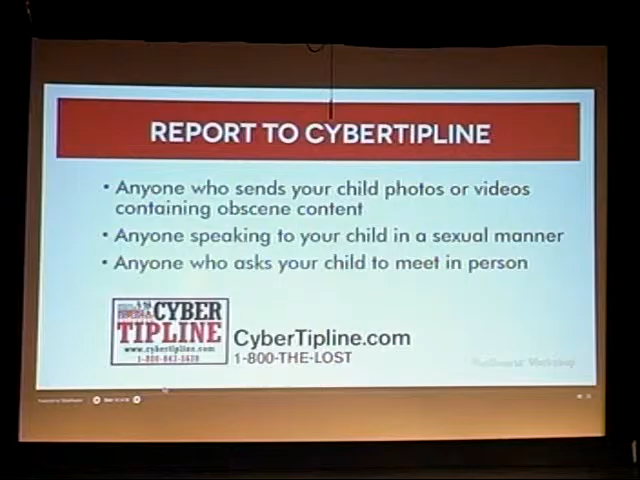 REPORT TO CYBERTIPLINE
• Anyone who sends your child photos or videos
containing obscene content
• Anyone speaking to your child in a sexual manner
• Anyone who asks your child to meet in person
CYBER
TIPLINE
www.cybertipline.com
1-800-843-5678
CyberTipline.com
1-800-THE-LOST
Workshop